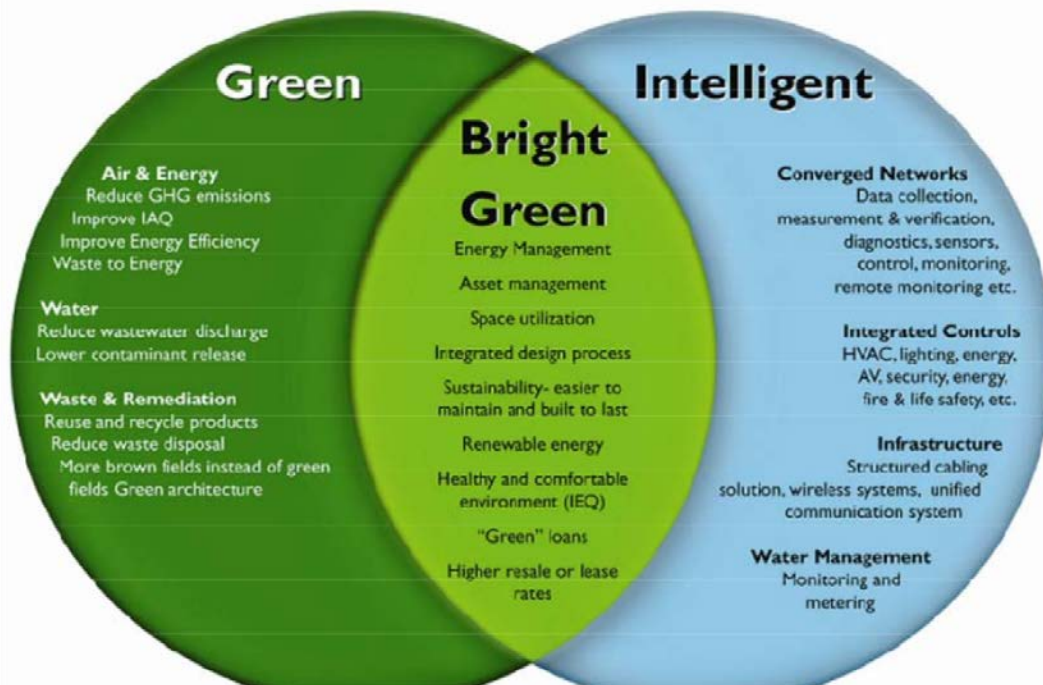 Green
Air & Energy
Reduce GHG emissions
Improve IAQ
Improve Energy Efficiency
Waste to Energy
Water
Reduce wastewater discharge
Lower contaminant release
Waste & Remediation
Reuse and recycle products
Reduce waste disposal
More brown fields instead of green
fields Green architecture
Bright
Green
Energy Management
Asset management
Space utilization
Integrated design process
Sustainability- easier to
maintain and built to last
Renewable energy
Healthy and comfortable
environment (IEQ)
“Green” loans
Higher resale or lease
rates
Intelligent
Converged Networks
Data collection,
measurement & verification,
diagnostics, sensors,
control, monitoring,
remote monitoring etc.
Integrated Controls
HVAC, lighting, energy,
AV, security, energy,
fire & life safety, etc.
Infrastructure
Structured cabling
solution, wireless systems, unified
communication system
Water Management
Monitoring and
metering